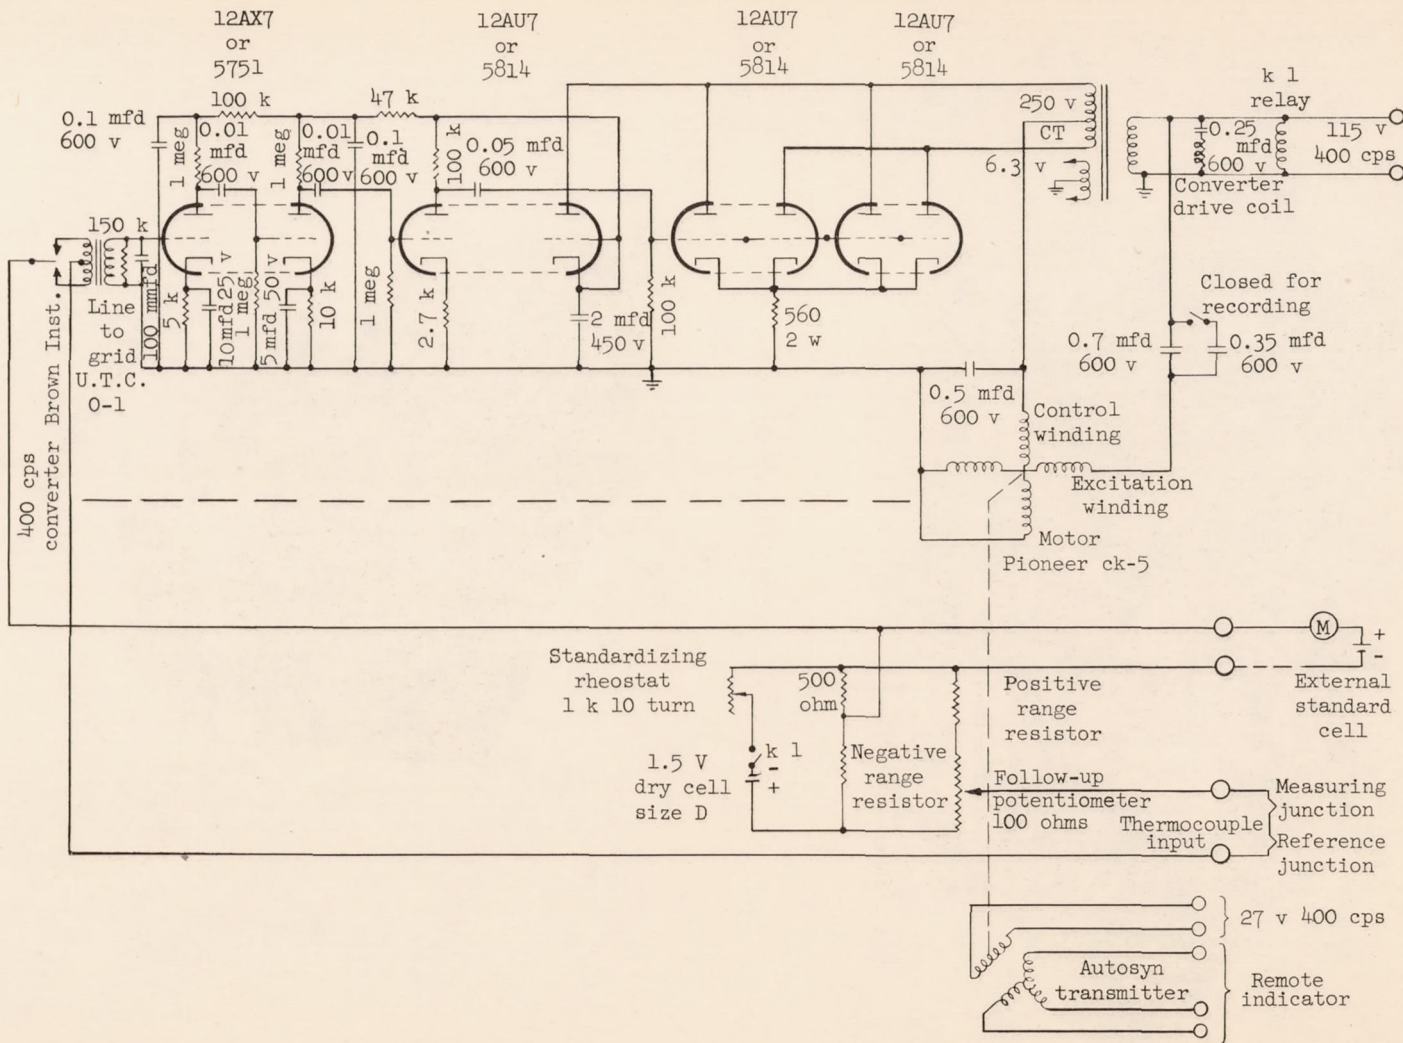 12AX7
or
5751
12AU7
or
5814
12AU7
or
5814
12AU7
or
5814
0.1 mfd
600 v
100 k
47 k
1 meg
0.01
mfd
600 v
1 meg
0.01
mfd
600 v
0.1
mfd
600 v
100 k
0.05 mfd
600 v
250 v
CT
6.3 v
k 1
relay
0.25
mfd
600 v
115 v
400 cps
Converter
drive coil
150 k
Line
to
grid
U.T.C.
0-1
100 mmfd
5 k
10mfd 25 v
1 meg
5 mfd 50 v
10 k
1 meg
2.7 k
2 mfd
450 v
100 k
560
2 w
Closed for
recording
0.7 mfd
600 v
0.35 mfd
600 v
0.5 mfd
600 v
Control
winding
Excitation
winding
Motor
Pioneer ck-5
400 cps
converter Brown Inst.
Standardizing
rheostat
1 k 10 turn
500
ohm
Positive
range
resistor
M
+
-
External
standard
cell
1.5 V
dry cell
size D
k 1
-
+
Negative
range
resistor
Follow-up
potentiometer
100 ohms
Thermocouple
input
Measuring
junction
Reference
junction
27 v 400 cps
Autosyn
transmitter
Remote
indicator